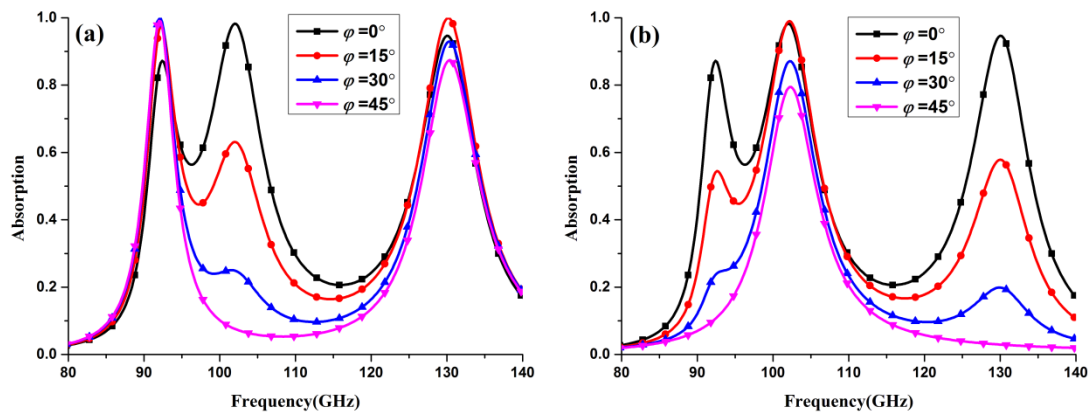 (a)
φ=0°
φ=15°
φ=30°
φ=45°
Absorption
1.0
0.8
0.6
0.4
0.2
0.0
80 90 100 110 120 130 140
Frequency(GHz)
(b)
φ=0°
φ=15°
φ=30°
φ=45°
Absorption
1.0
0.8
0.6
0.4
0.2
0.0
80 90 100 110 120 130 140
Frequency(GHz)